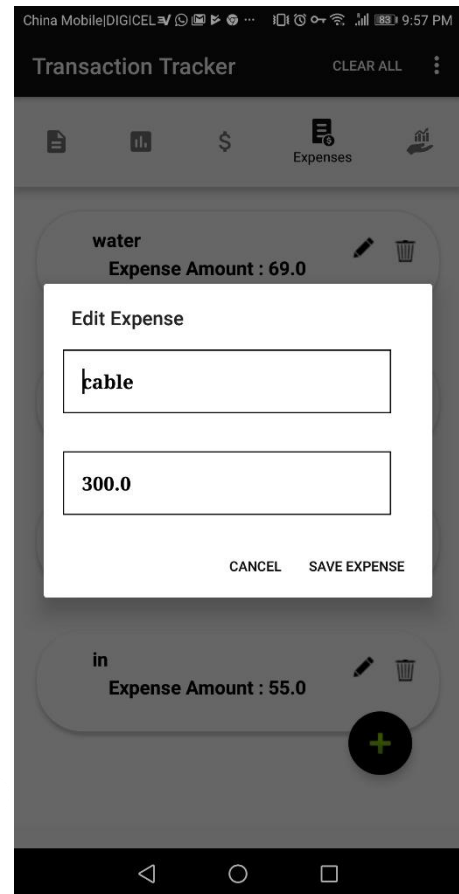 China Mobile|DIGICEL ... 83 9:57 PM
Transaction Tracker CLEAR ALL
$ Expenses
water
Expense Amount : 69.0
Edit Expense
cable
300.0
CANCEL SAVE EXPENSE
in
Expense Amount : 55.0
+